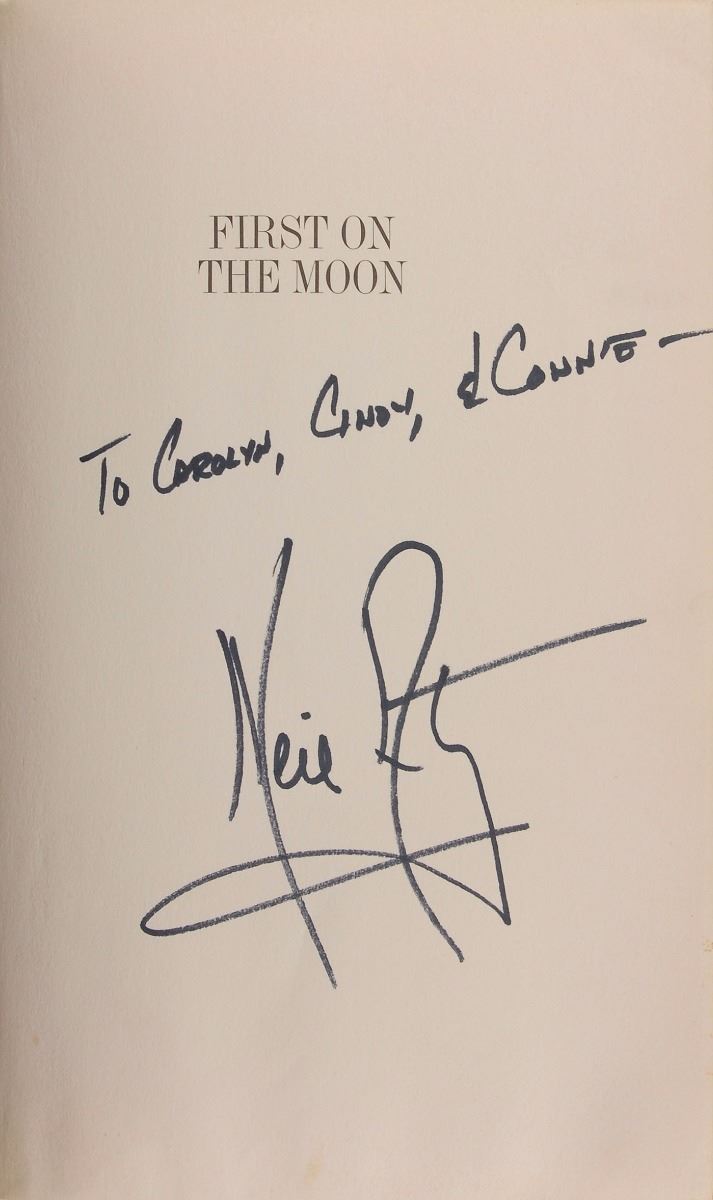 FIRST ON
THE MOON
To Carolyn, Cindy, & Connie —
Neil